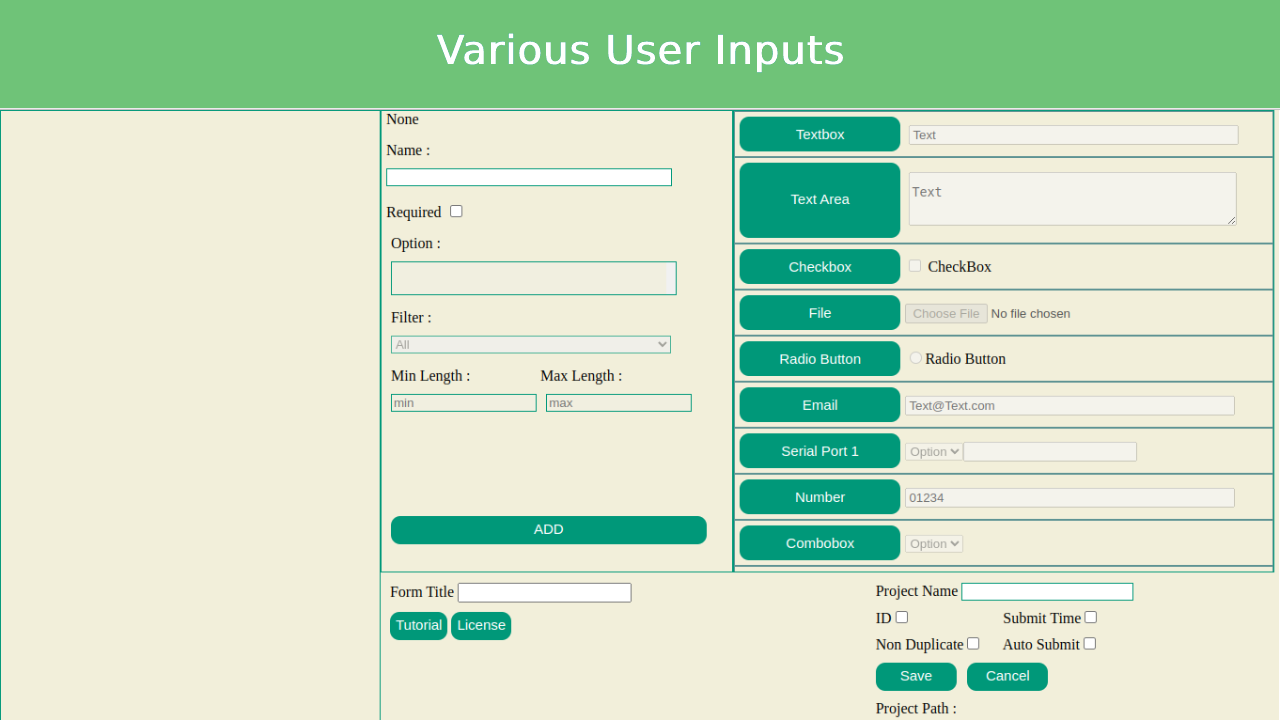 Various User Inputs
None
Name :
Required
Option :
Filter :
All
Min Length : Max Length :
min max
ADD
Textbox Text
Text Area Text
Checkbox CheckBox
File Choose File No file chosen
Radio Button Radio Button
Email Text@Text.com
Serial Port 1 Option
Number 01234
Combobox Option
Form Title
Tutorial License
Project Name
ID Submit Time
Non Duplicate Auto Submit
Save Cancel
Project Path :